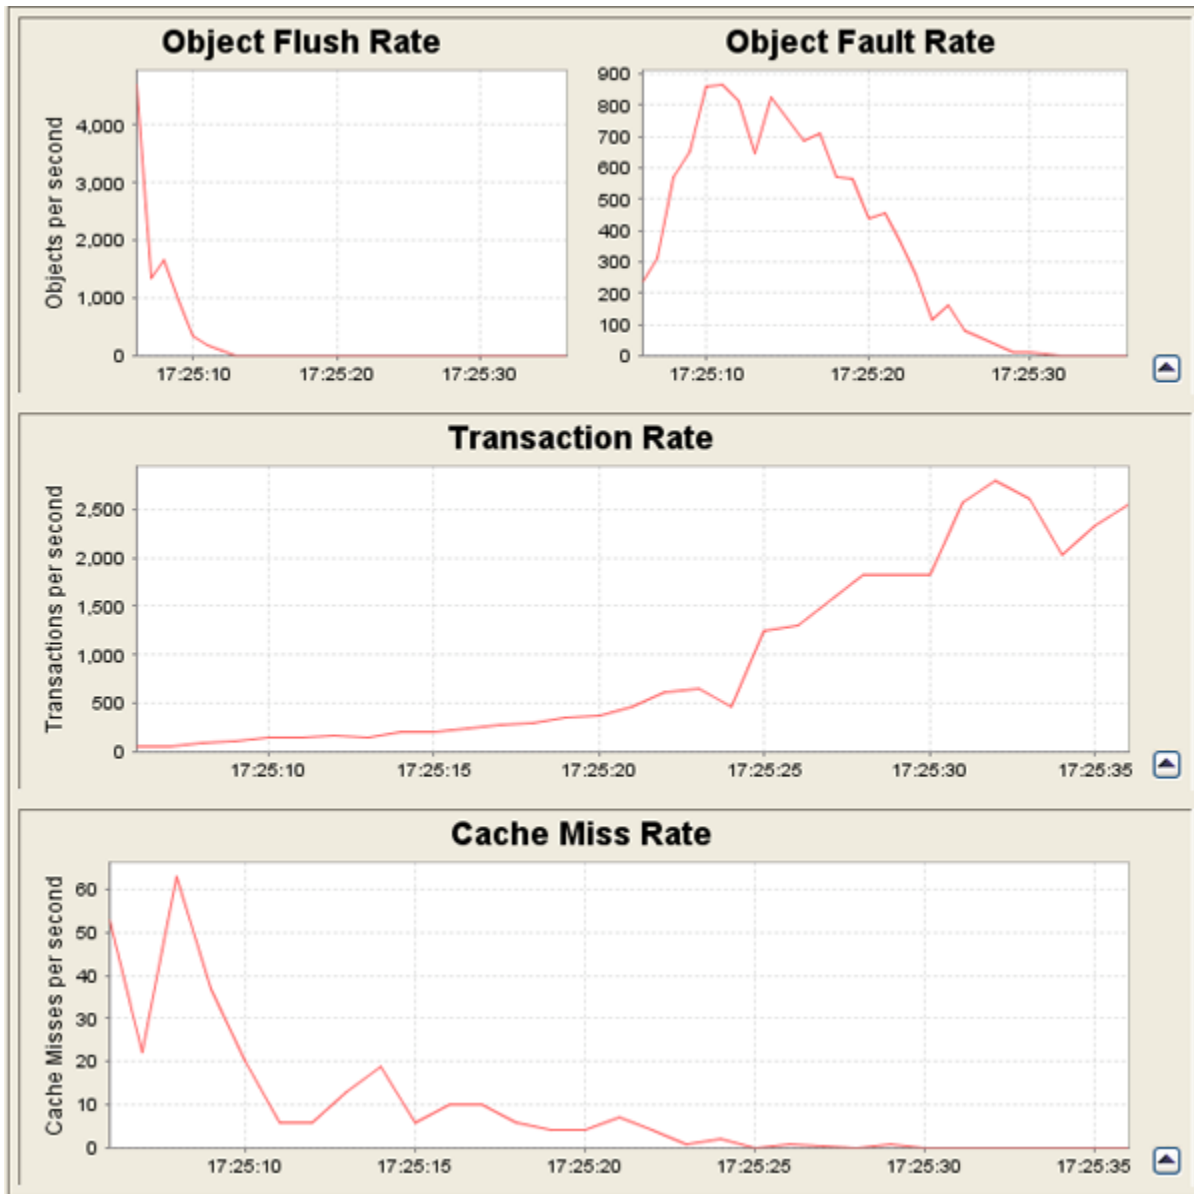 Object Flush Rate
Objects per second
4,000
3,000
2,000
1,000
0
17:25:10 17:25:20 17:25:30
Object Fault Rate
900
800
700
600
500
400
300
200
100
0
17:25:10 17:25:20 17:25:30
Transaction Rate
Transactions per second
2,500
2,000
1,500
1,000
500
0
17:25:10 17:25:15 17:25:20 17:25:25 17:25:30 17:25:35
Cache Miss Rate
Cache Misses per second
60
50
40
30
20
10
0
17:25:10 17:25:15 17:25:20 17:25:25 17:25:30 17:25:35